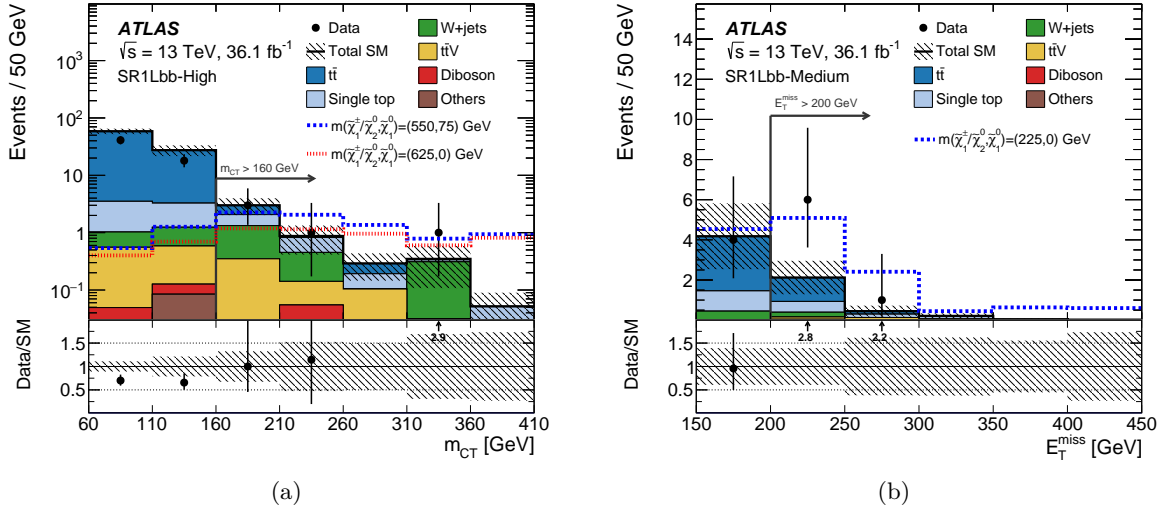 Events / 50 GeV
10³
10²
10
1
10⁻¹
ATLAS
√s = 13 TeV, 36.1 fb⁻¹
SR1Lbb-High
Data
Total SM
tt̄
Single top
W+jets
tt̄V
Diboson
Others
m(χ̃₁±/χ̃₂⁰,χ̃₁⁰)=(550,75) GeV
m(χ̃₁±/χ̃₂⁰,χ̃₁⁰)=(625,0) GeV
m_CT > 160 GeV
2.9
Data/SM
1.5
1
0.5
60 110 160 210 260 310 360 410
m_CT [GeV]
(a)
Events / 50 GeV
16
14
12
10
8
6
4
2
ATLAS
√s = 13 TeV, 36.1 fb⁻¹
SR1Lbb-Medium
E_T^miss > 200 GeV
Data
Total SM
tt̄
Single top
W+jets
tt̄V
Diboson
Others
m(χ̃₁±/χ̃₂⁰,χ̃₁⁰)=(225,0) GeV
2.8
2.2
Data/SM
1.5
1
0.5
150 200 250 300 350 400 450
E_T^miss [GeV]
(b)